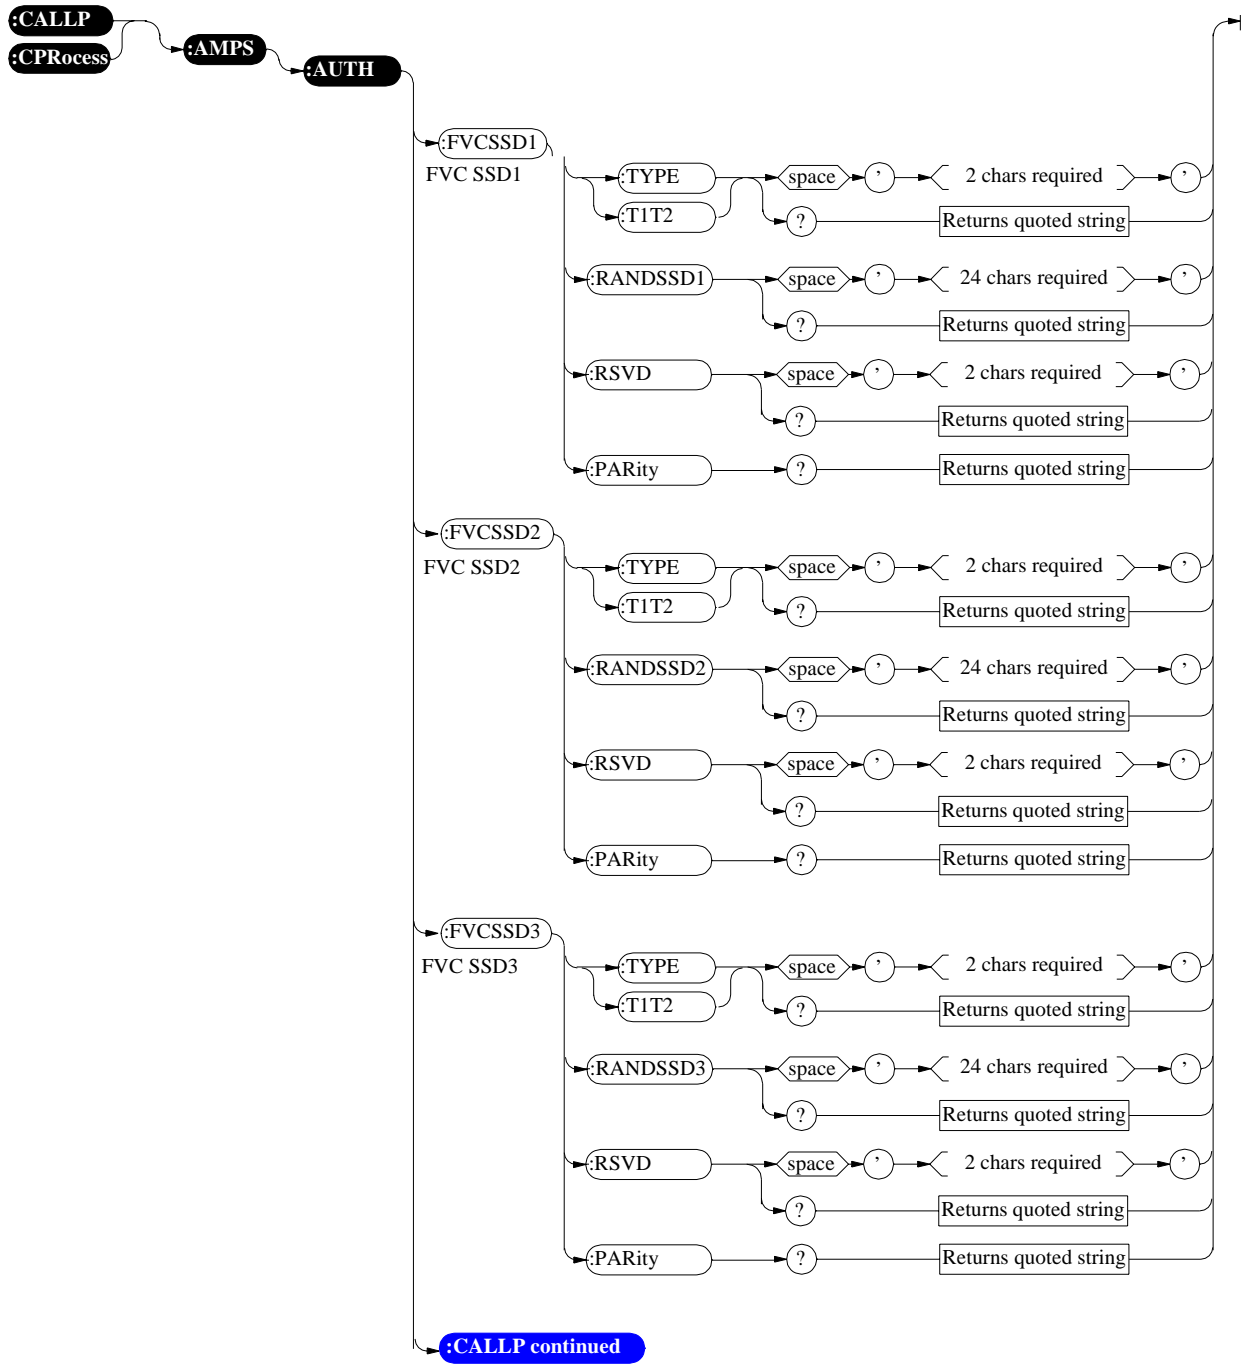 :CALLP
:CPRocess
:AMPS
:AUTH
:FVCSSD1
FVC SSD1
:TYPE space ’ 2 chars required ’
:T1T2 ? Returns quoted string
:RANDSSD1 space ’ 24 chars required ’
? Returns quoted string
:RSVD space ’ 2 chars required ’
? Returns quoted string
:PARity ? Returns quoted string
:FVCSSD2
FVC SSD2
:TYPE space ’ 2 chars required ’
:T1T2 ? Returns quoted string
:RANDSSD2 space ’ 24 chars required ’
? Returns quoted string
:RSVD space ’ 2 chars required ’
? Returns quoted string
:PARity ? Returns quoted string
:FVCSSD3
FVC SSD3
:TYPE space ’ 2 chars required ’
:T1T2 ? Returns quoted string
:RANDSSD3 space ’ 24 chars required ’
? Returns quoted string
:RSVD space ’ 2 chars required ’
? Returns quoted string
:PARity ? Returns quoted string
:CALLP continued